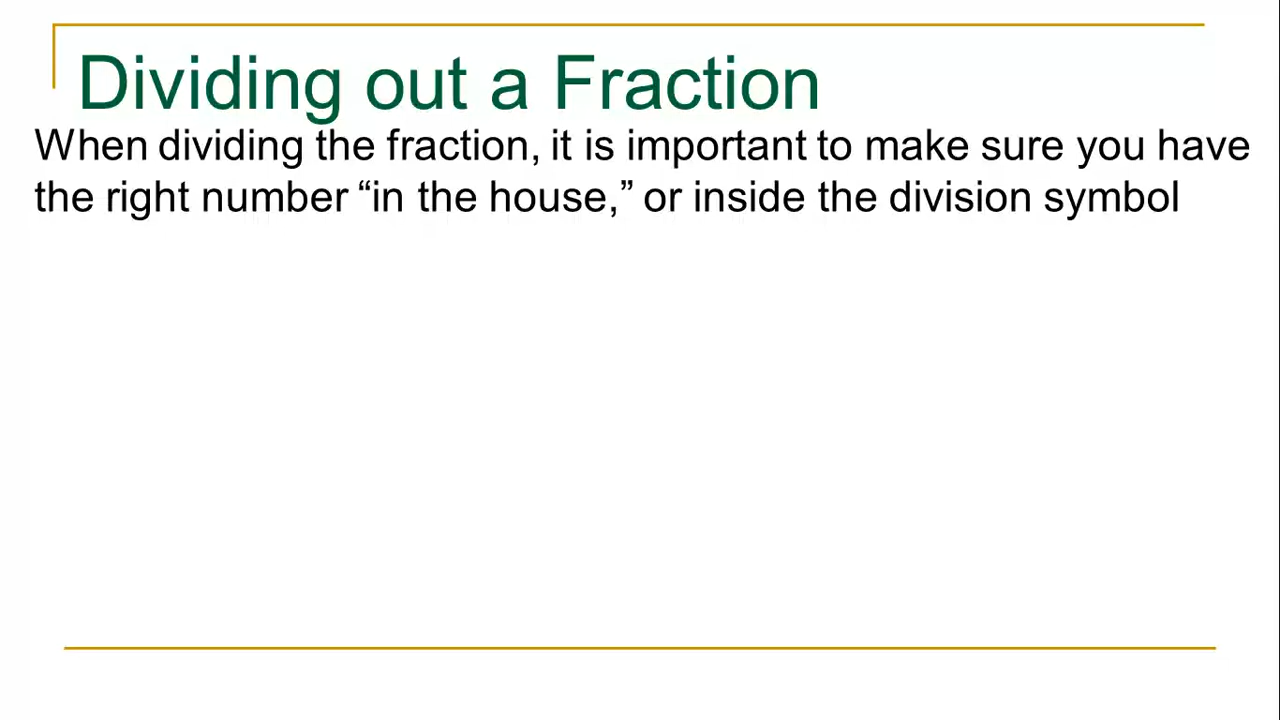 Dividing out a Fraction
When dividing the fraction, it is important to make sure you have
the right number “in the house,” or inside the division symbol